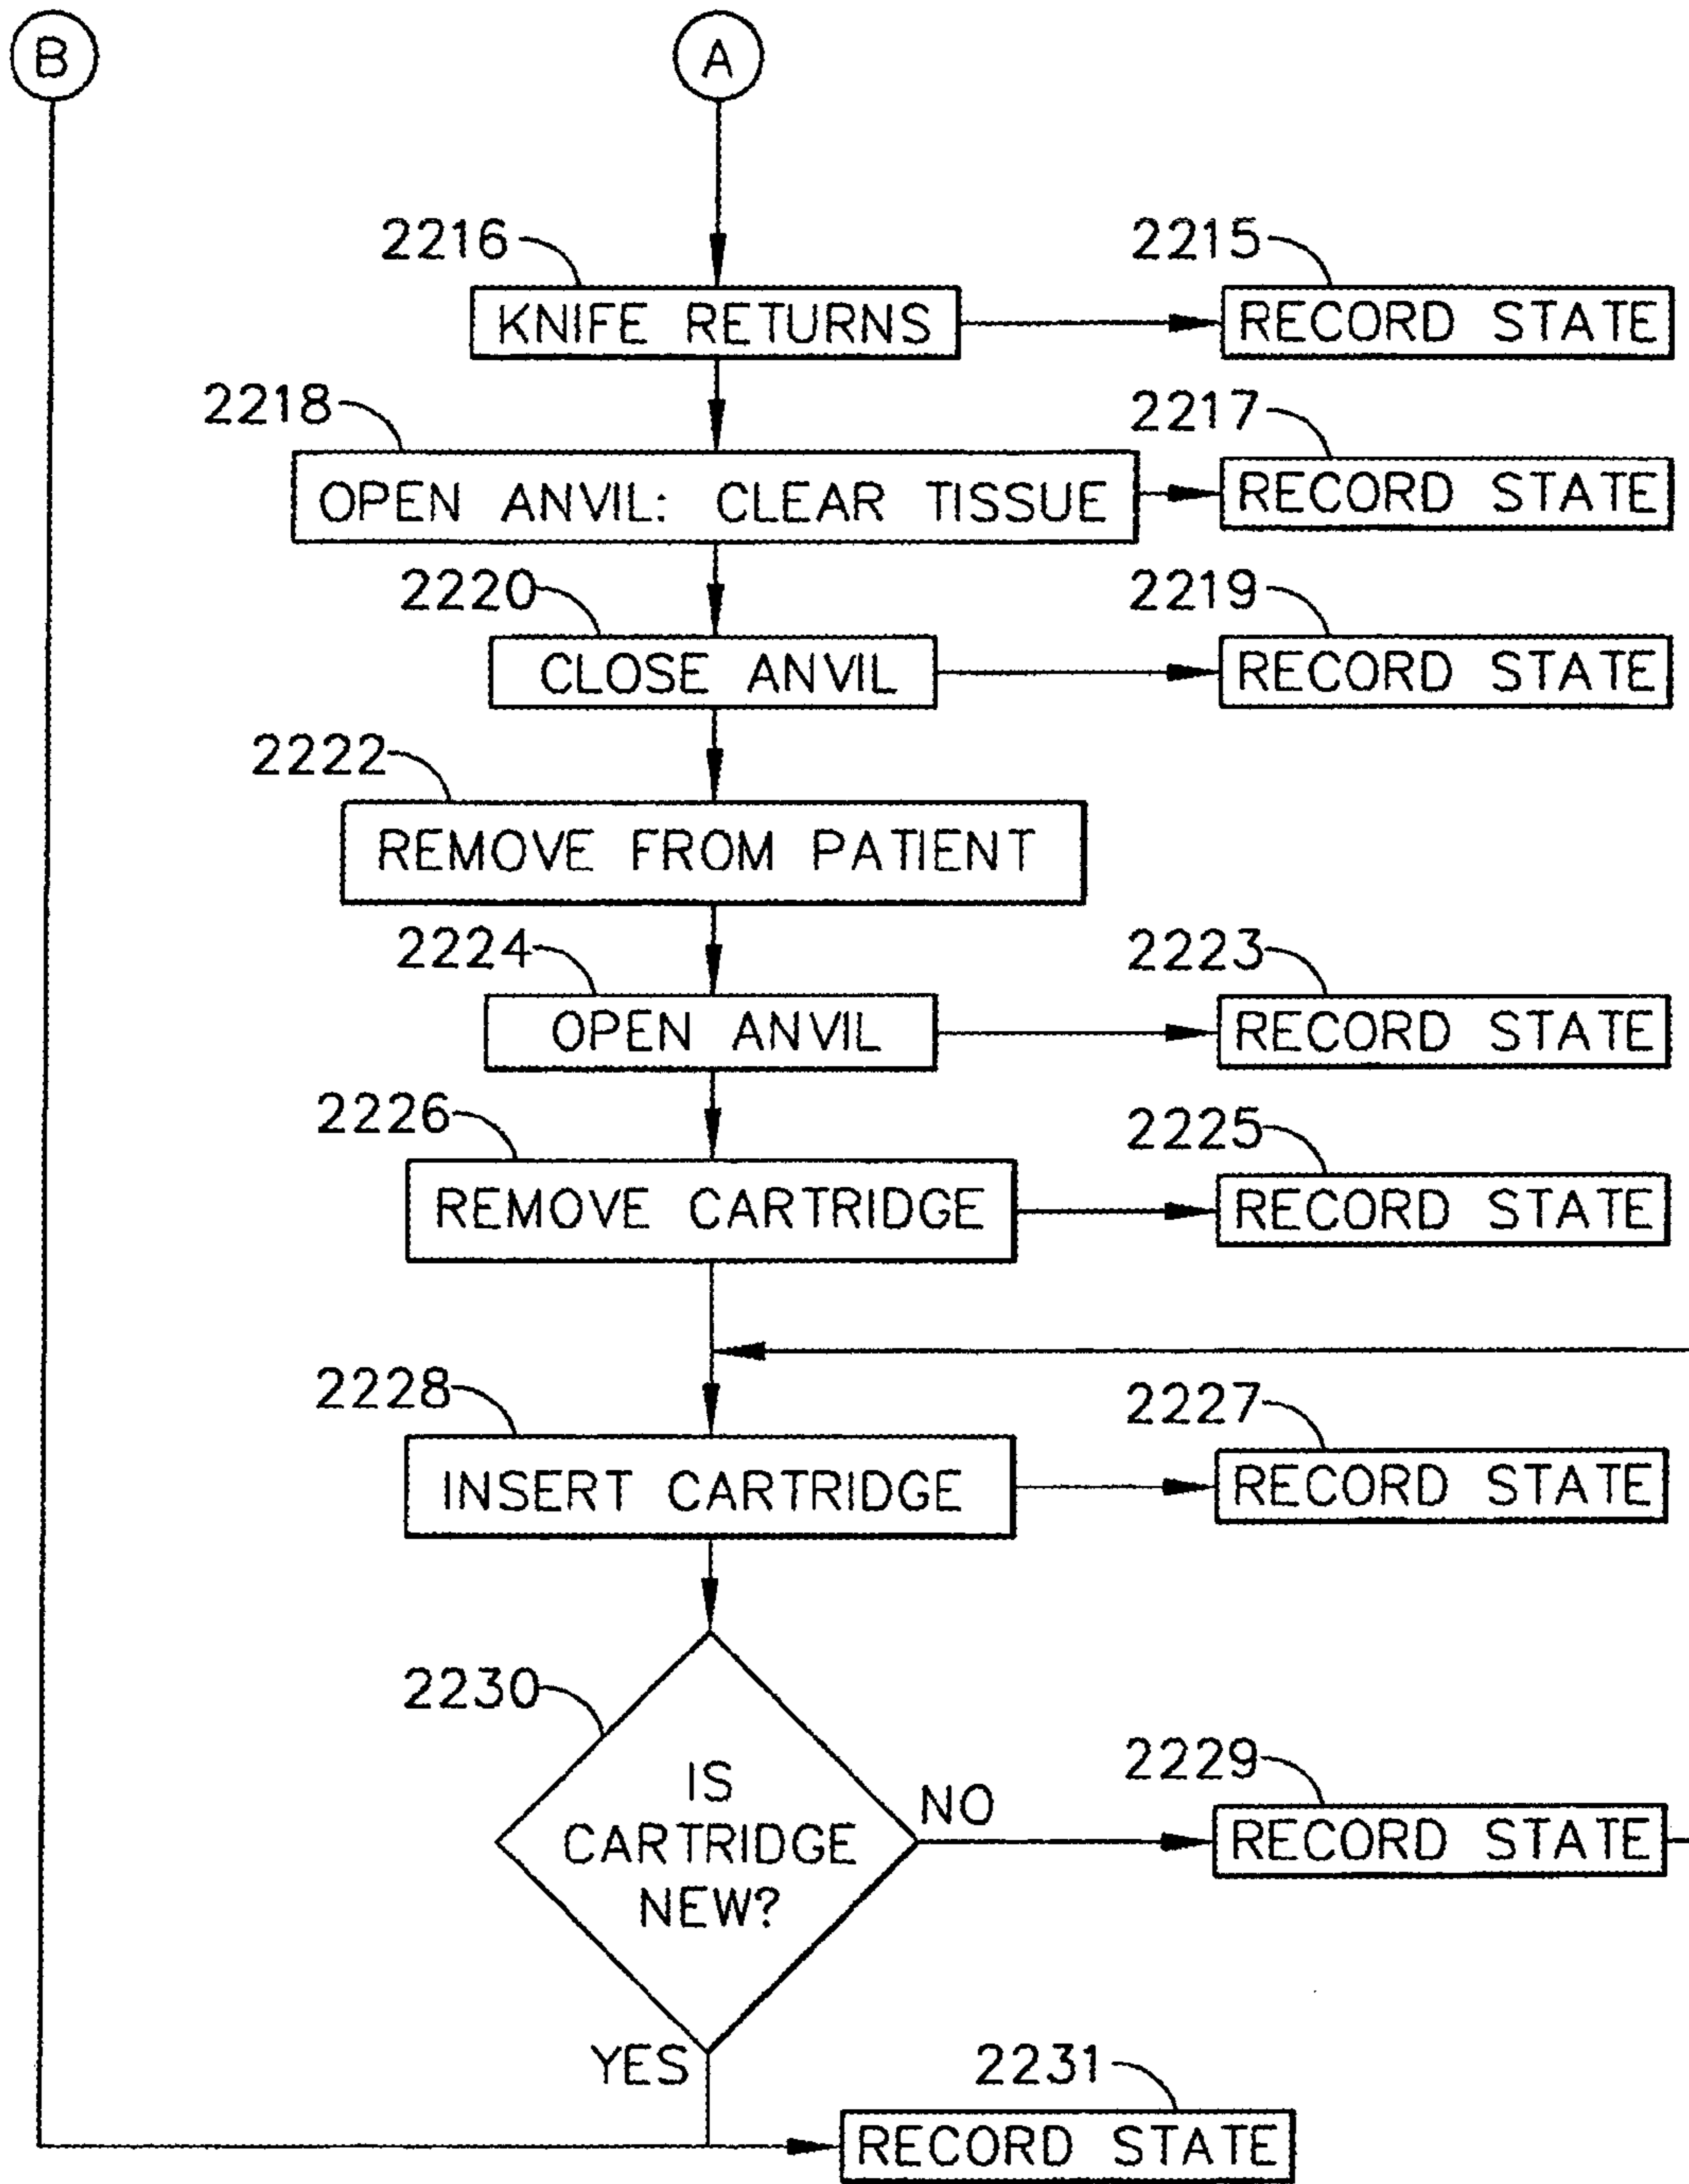 B
A
2216
2215
KNIFE RETURNS
RECORD STATE
2218
2217
OPEN ANVIL: CLEAR TISSUE
RECORD STATE
2220
2219
CLOSE ANVIL
RECORD STATE
2222
REMOVE FROM PATIENT
2224
2223
OPEN ANVIL
RECORD STATE
2226
2225
REMOVE CARTRIDGE
RECORD STATE
2228
2227
INSERT CARTRIDGE
RECORD STATE
2230
IS
CARTRIDGE
NEW?
NO
2229
RECORD STATE
YES
2231
RECORD STATE